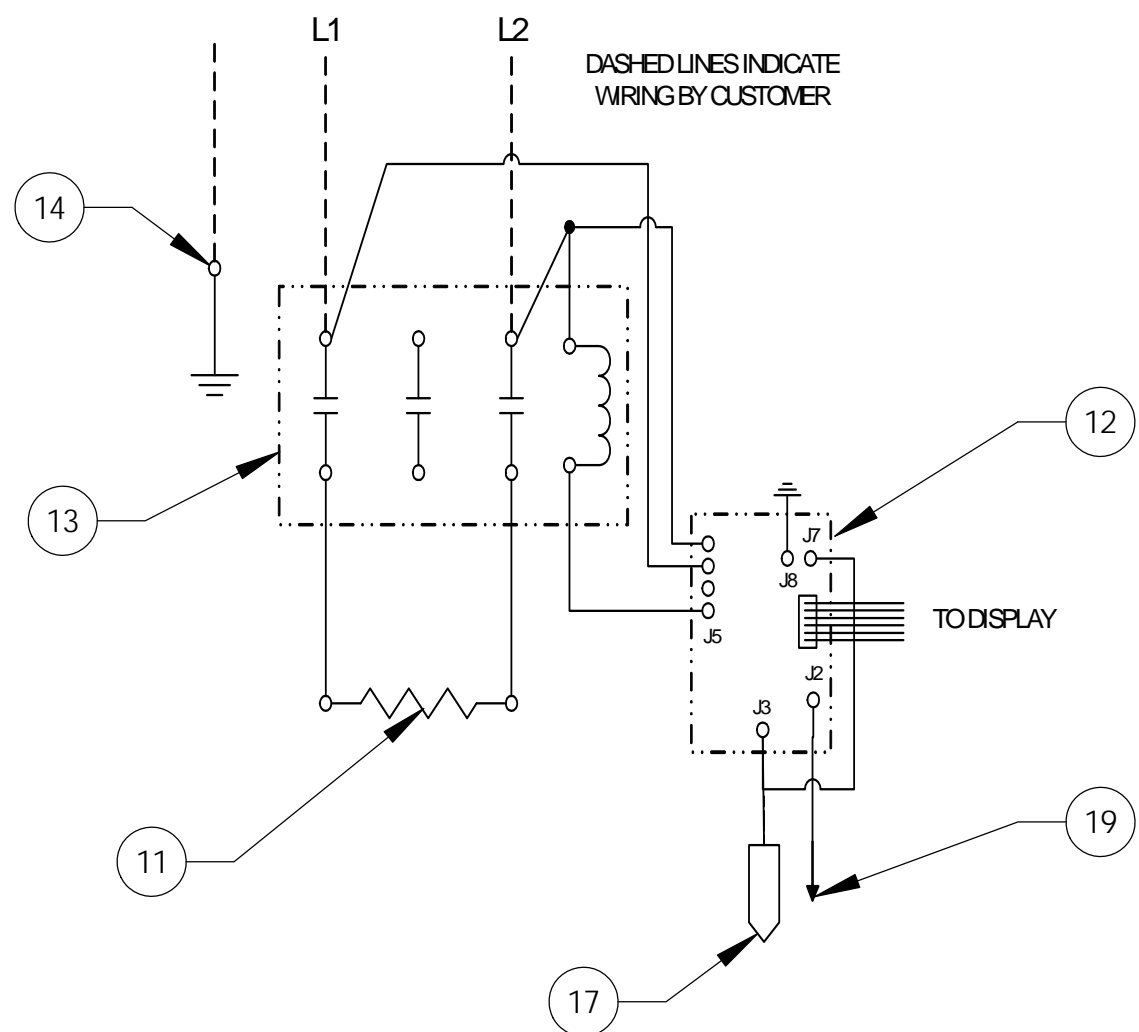 L1
L2
DASHED LINES INDICATE
WIRING BY CUSTOMER
14
12
13
J7
J8
TO DISPLAY
J5
J2
J3
11
19
17